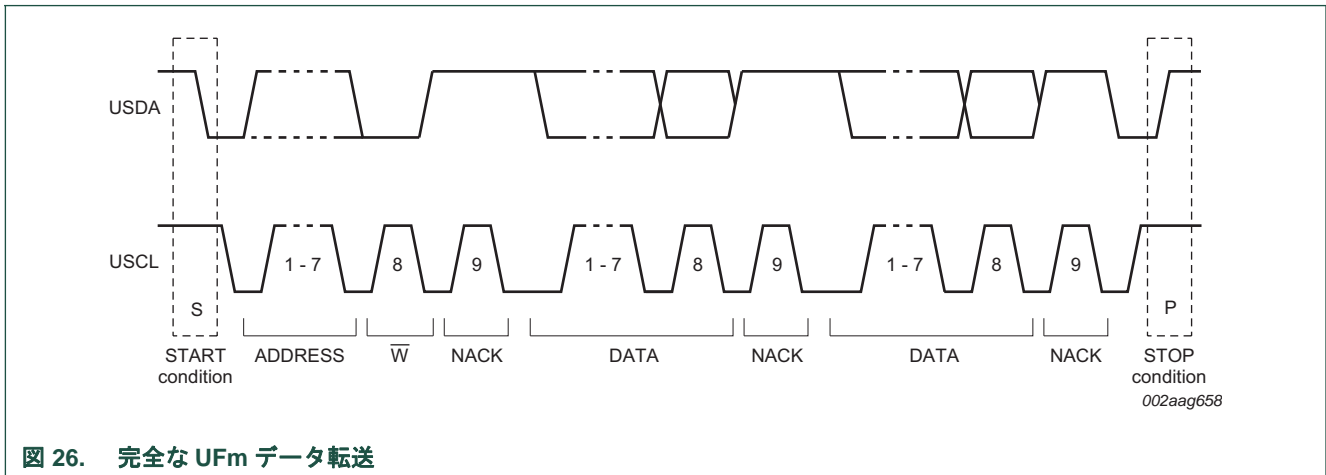 USDA
USCL
1 - 7 8 9 1 - 7 8 9 1 - 7 8 9
S P
START condition ADDRESS W̅ NACK DATA NACK DATA NACK STOP condition
002aag658
図 26. 完全な UFm データ転送